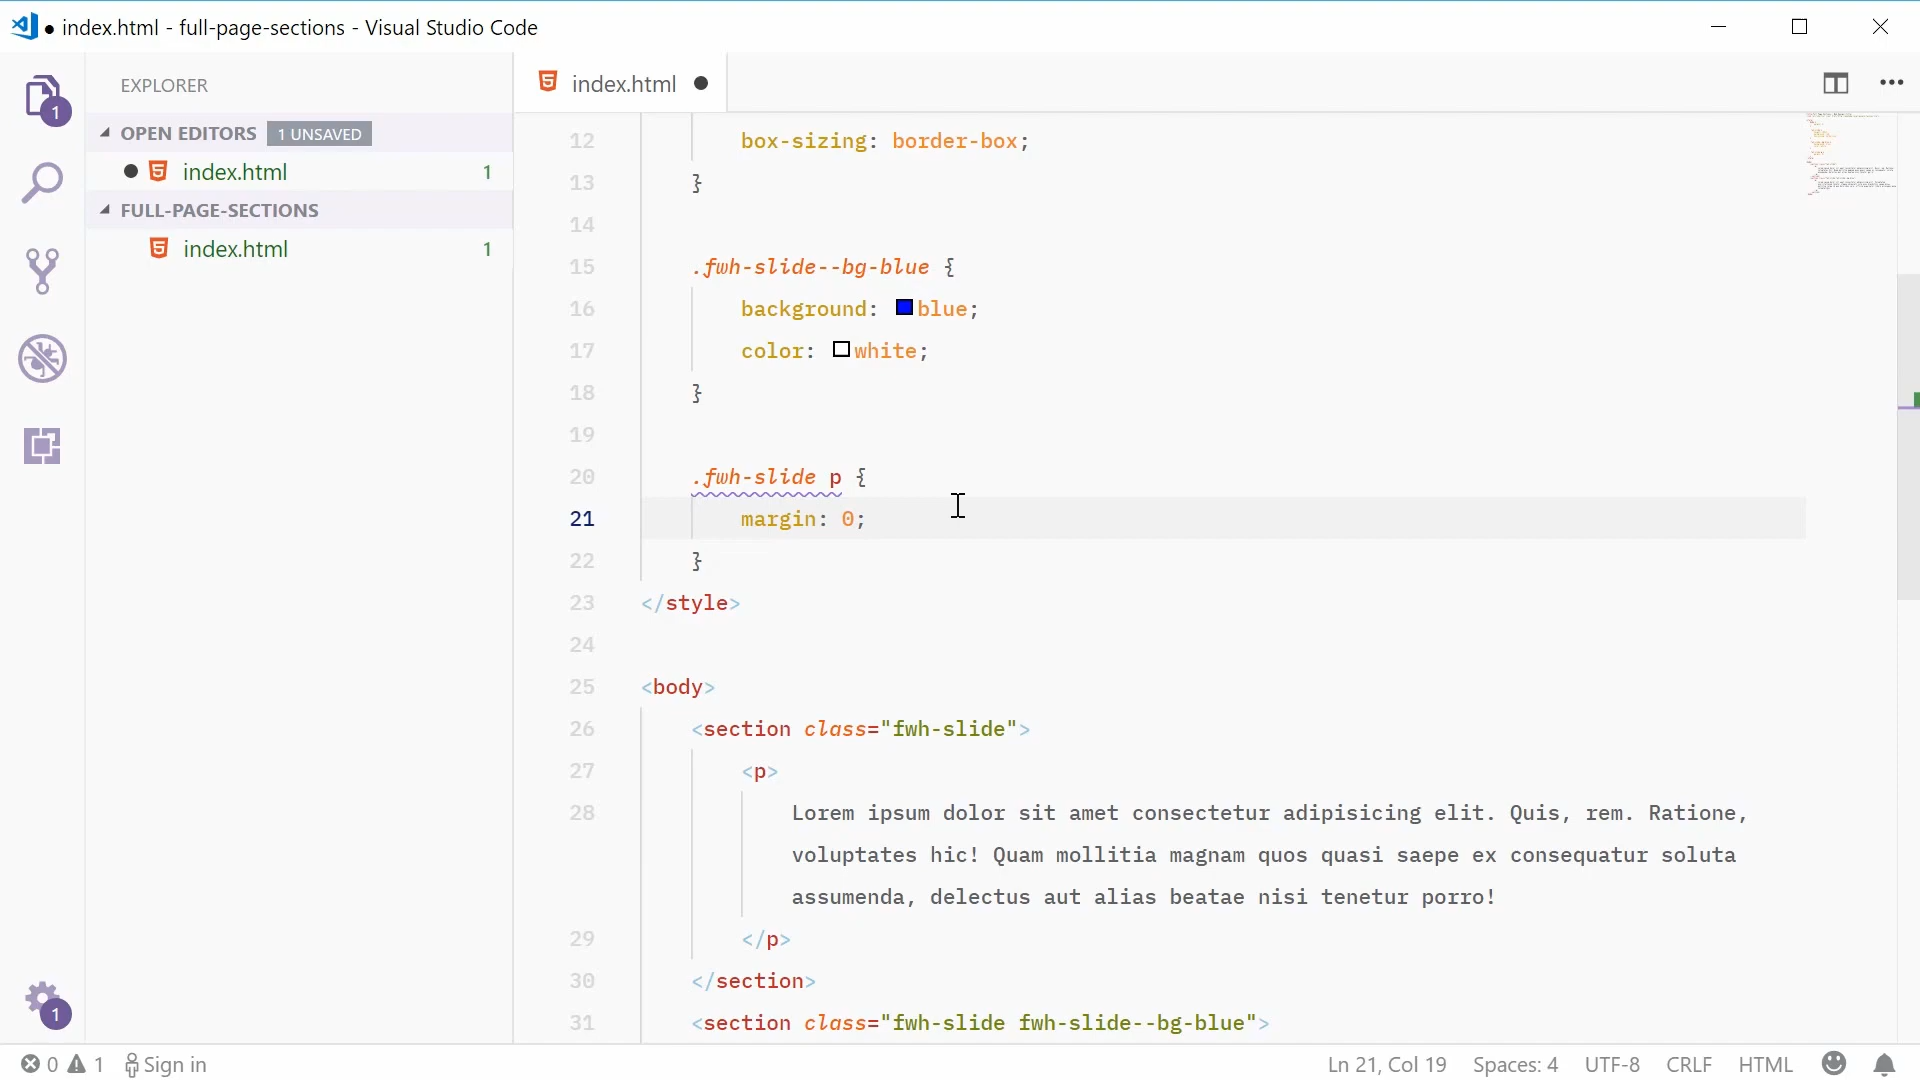 index.html - full-page-sections - Visual Studio Code
EXPLORER
OPEN EDITORS 1 UNSAVED
index.html 1
FULL-PAGE-SECTIONS
index.html 1
1
1
index.html
12 box-sizing: border-box;
13 }
14
15 .fwh-slide--bg-blue {
16 background: blue;
17 color: white;
18 }
19
20 .fwh-slide p {
21 margin: 0;
22 }
23 </style>
24
25 <body>
26 <section class="fwh-slide">
27 <p>
28 Lorem ipsum dolor sit amet consectetur adipisicing elit. Quis, rem. Ratione,
voluptates hic! Quam mollitia magnam quos quasi saepe ex consequatur soluta
assumenda, delectus aut alias beatae nisi tenetur porro!
29 </p>
30 </section>
31 <section class="fwh-slide fwh-slide--bg-blue">
0 1 Sign in Ln 21, Col 19 Spaces: 4 UTF-8 CRLF HTML